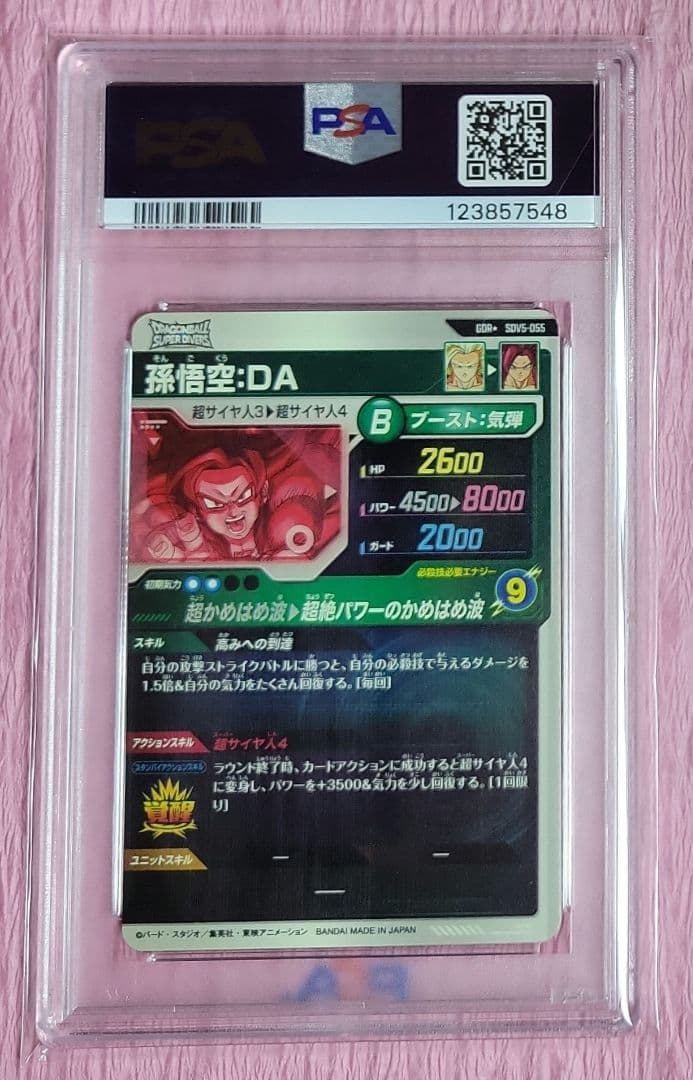 PSA
PSA
123857548
DRAGONBALL
SUPER DIVERS
GDR★ SDV5-055
そん ご くう
孫悟空:DA
超サイヤ人3▶超サイヤ人4
B ブースト:気弾
HP 2600
パワー 4500▶8000
ガード 2000
初期気力
必殺技必要エナジー
9
超かめはめ波▶超絶パワーのかめはめ波
スキル 高みへの到達
自分の攻撃ストライクバトルに勝つと、自分の必殺技で与えるダメージを
1.5倍&自分の気力をたくさん回復する。[毎回]
アクションスキル 超サイヤ人4
スタンバイアクションスキル
覚醒
ラウンド終了時、カードアクションに成功すると超サイヤ人4
に変身し、パワーを+3500&気力を少し回復する。[1回限
り]
ユニットスキル
©バード・スタジオ/集英社・東映アニメーション BANDAI MADE IN JAPAN